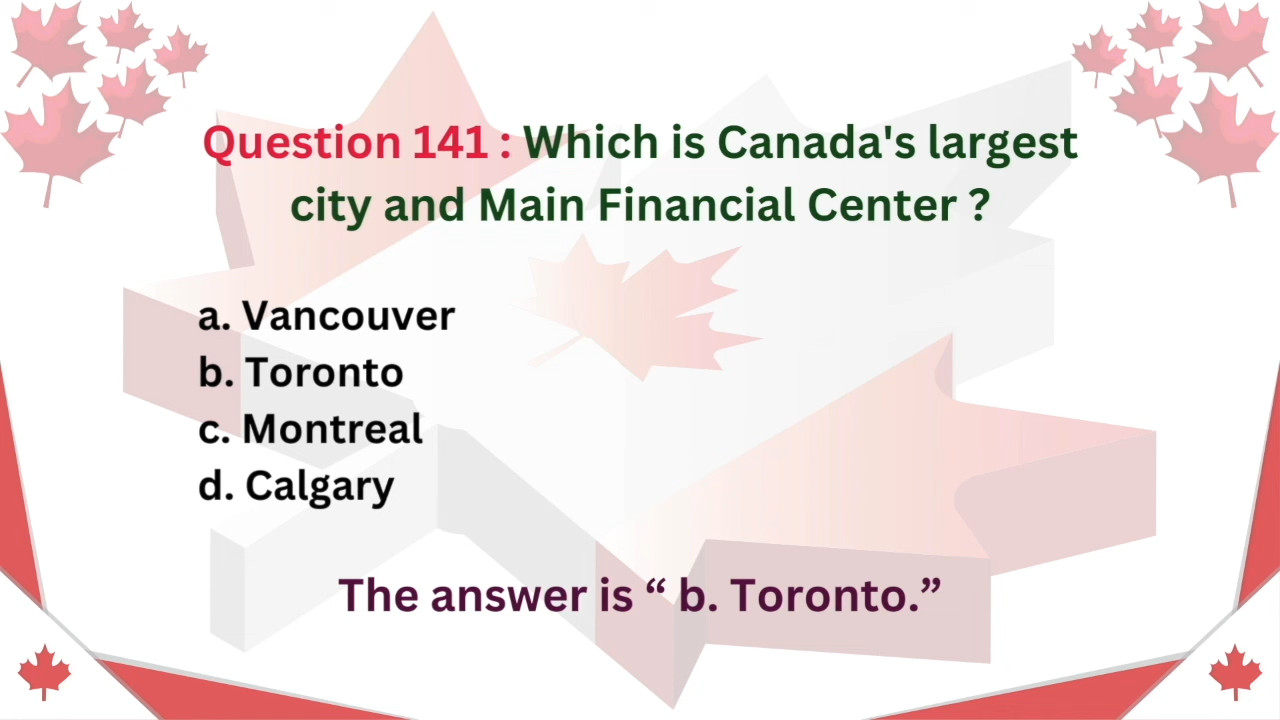 Question 141 : Which is Canada's largest
city and Main Financial Center ?
a. Vancouver
b. Toronto
c. Montreal
d. Calgary
The answer is “ b. Toronto.”